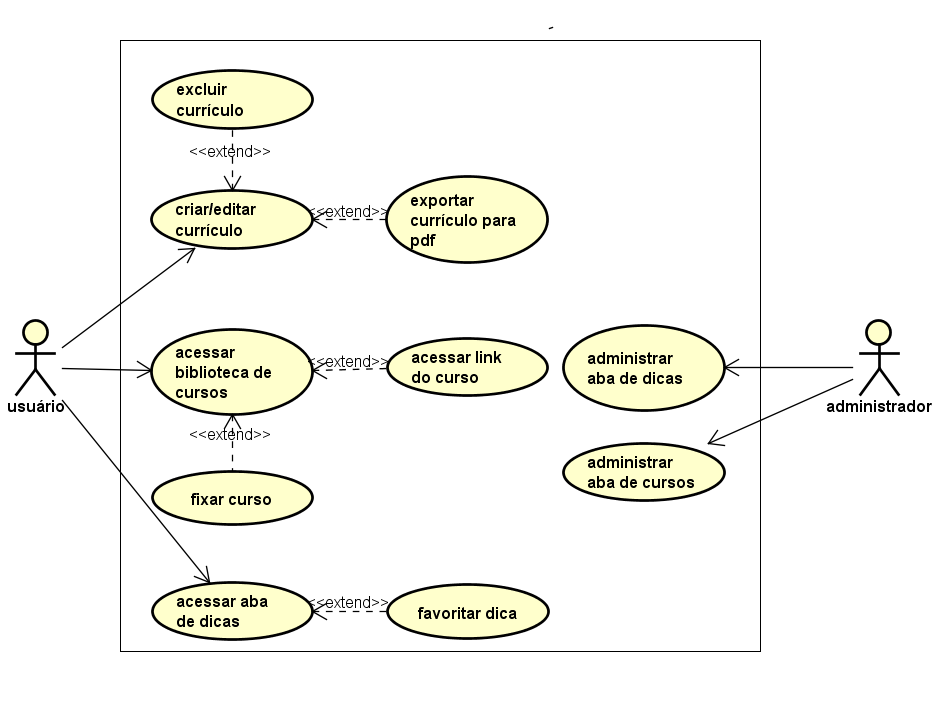 excluir
currículo
<<extend>>
criar/editar
currículo
<<extend>>
exportar
currículo para
pdf
acessar
biblioteca de
cursos
<<extend>>
acessar link
do curso
administrar
aba de dicas
usuário
administrador
<<extend>>
administrar
aba de cursos
fixar curso
acessar aba
de dicas
<<extend>>
favoritar dica